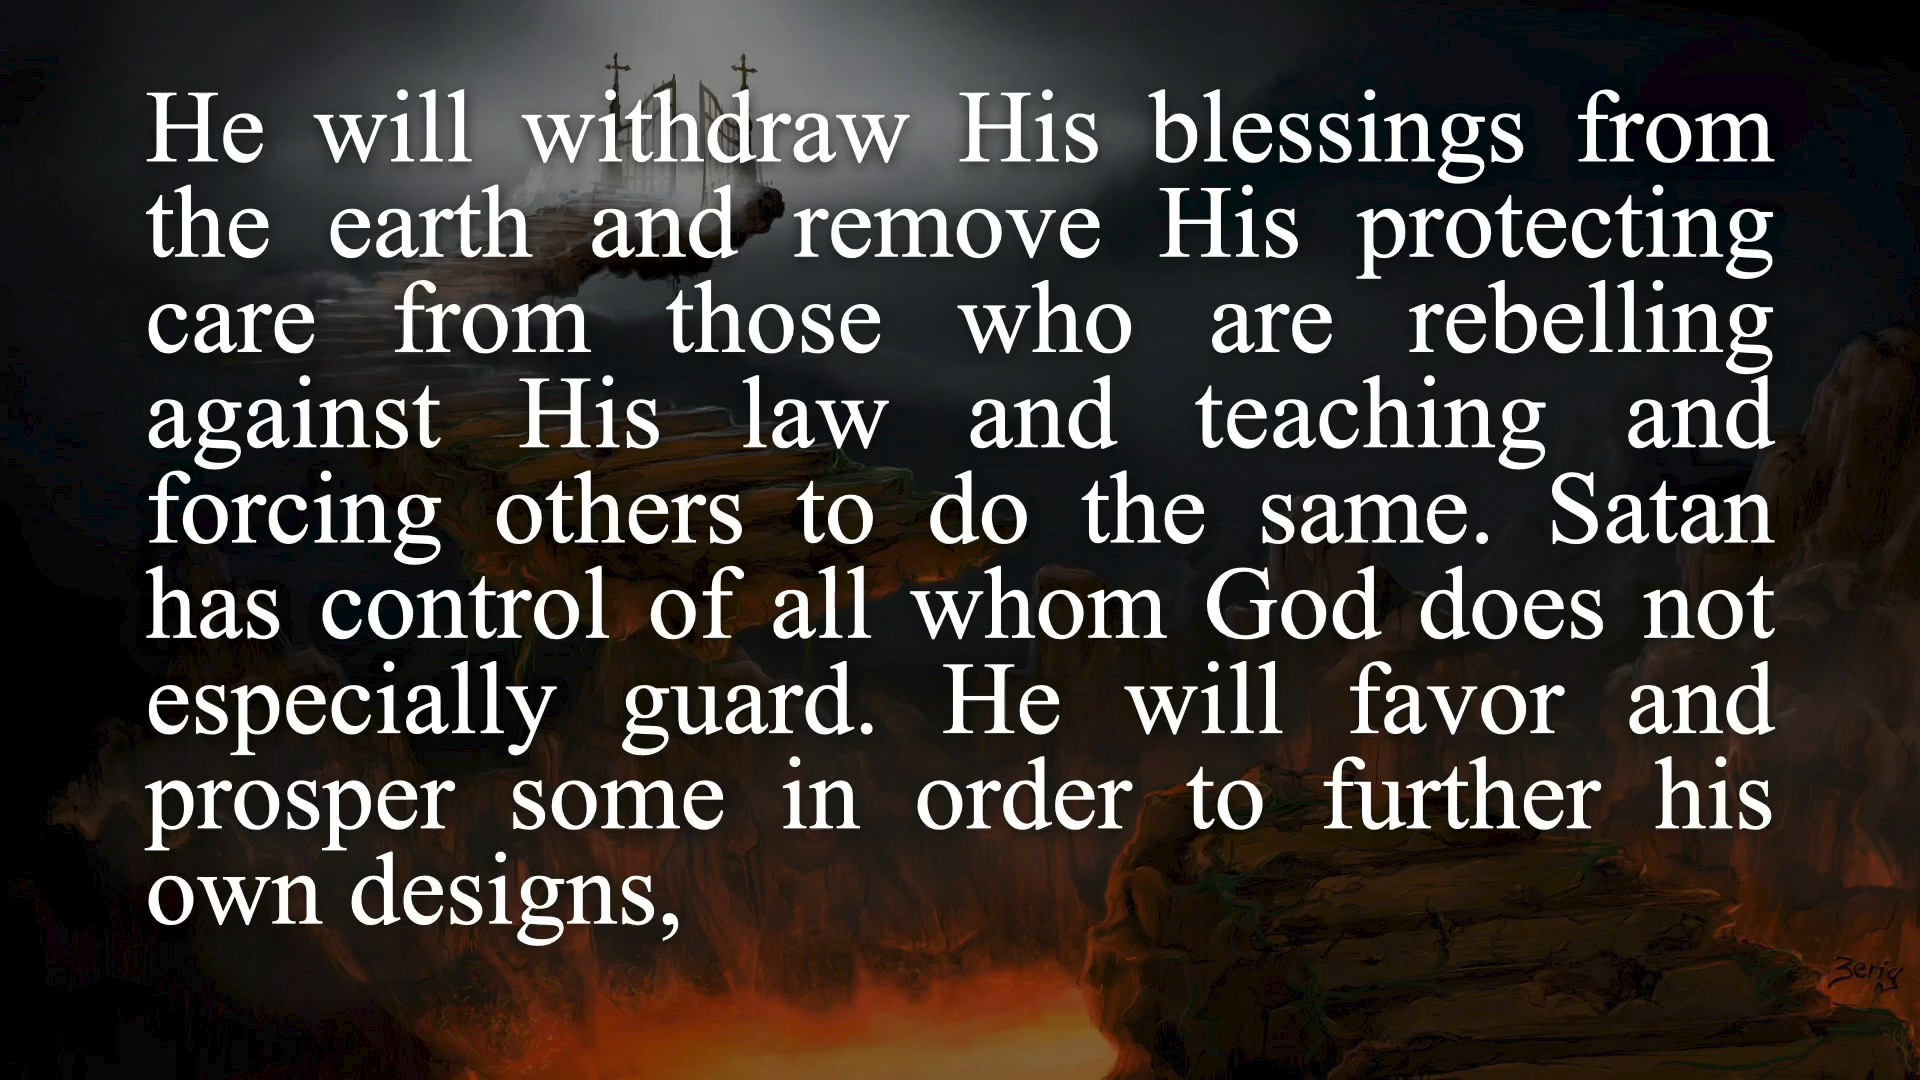 He will withdraw His blessings from
the earth and remove His protecting
care from those who are rebelling
against His law and teaching and
forcing others to do the same. Satan
has control of all whom God does not
especially guard. He will favor and
prosper some in order to further his
own designs,
Zerig